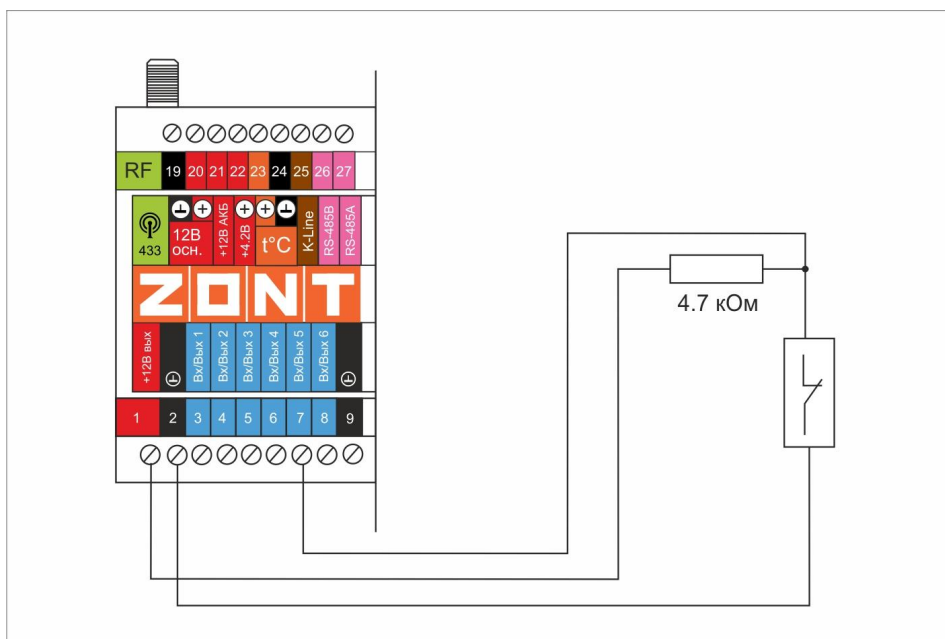 RF 19 20 21 22 23 24 25 26 27
433
12В
осн.
+12В АКБ
+4.2В
t°C
K-Line
RS-485B
RS-485A
ZONT
4.7 кОм
+12В вых
Вх/Вых 1
Вх/Вых 2
Вх/Вых 3
Вх/Вых 4
Вх/Вых 5
Вх/Вых 6
1 2 3 4 5 6 7 8 9